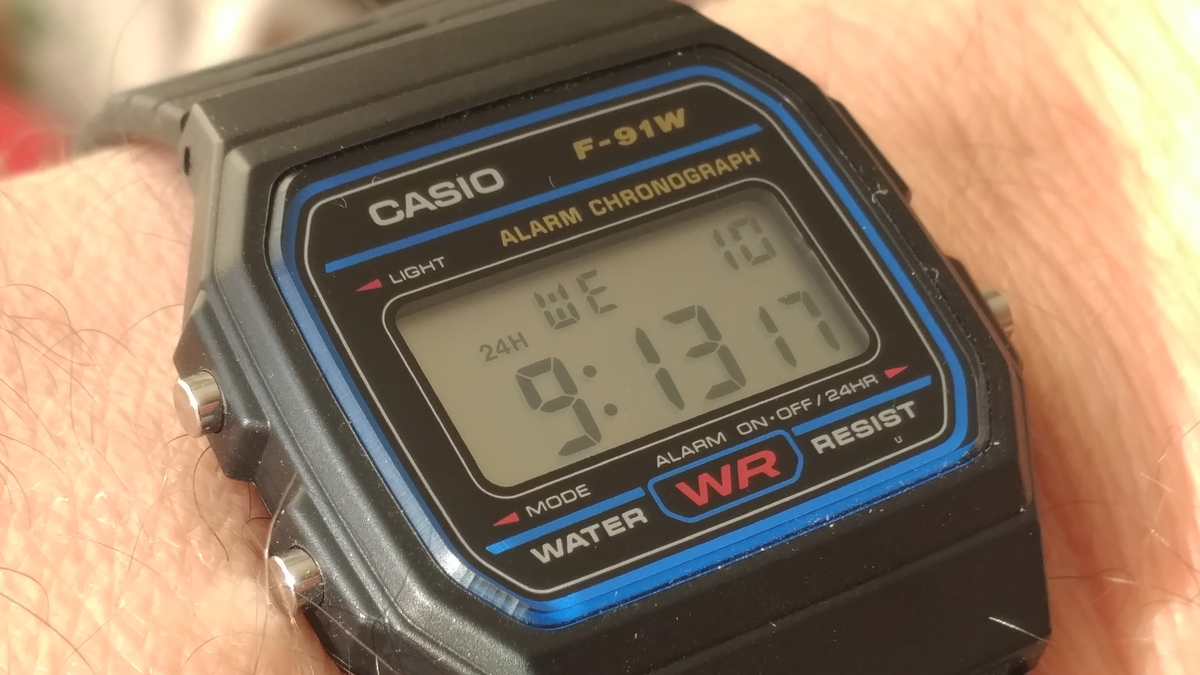 F-91W
CASIO
ALARM CHRONOGRAPH
LIGHT
WE 10
24H
9:13 17
ALARM ON·OFF/24HR
MODE
WATER WR RESIST
U